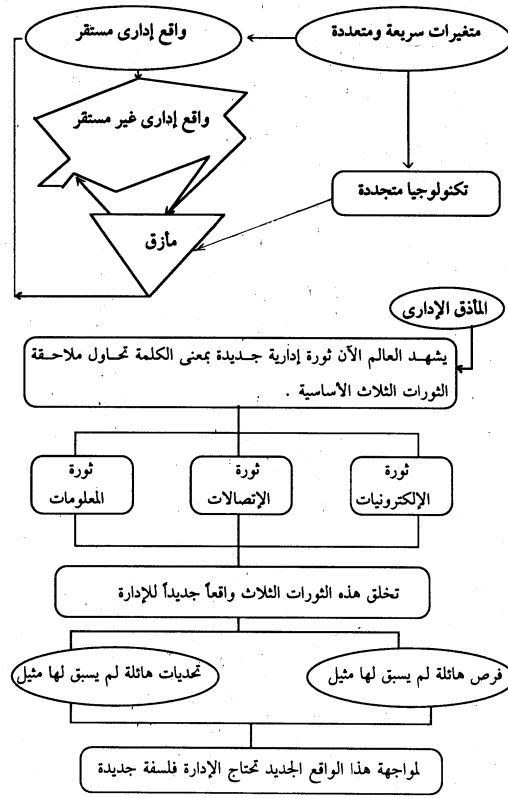 متغيرات سريعة ومتعددة
واقع إدارى مستقر
واقع إدارى غير مستقر
تكنولوجيا متجددة
مأزق
المأذق الإدارى
يشهد العالم الآن ثورة إدارية جديدة بمعنى الكلمة تحاول ملاحقة
الثورات الثلاث الأساسية .
ثورة
الإلكترونيات
ثورة
الإتصالات
ثورة
المعلومات
تخلق هذه الثورات الثلاث واقعاً جديداً للإدارة
فرص هائلة لم يسبق لها مثيل
تحديات هائلة لم يسبق لها مثيل
لمواجهة هذا الواقع الجديد تحتاج الإدارة فلسفة جديدة